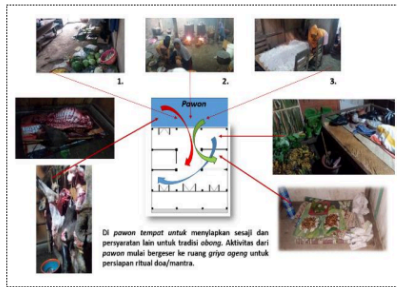 1.
2.
3.
Pawon
Di pawon tempat untuk menyiapkan sesaji dan
persyaratan lain untuk tradisi obong. Aktivitas dari
pawon mulai bergeser ke ruang griya ageng untuk
persiapan ritual doa/mantra.